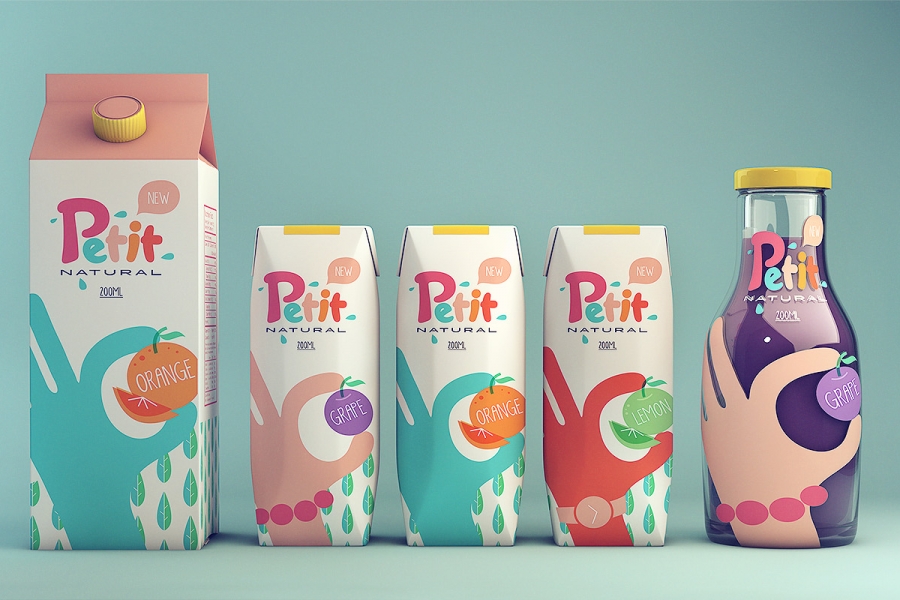 NEW
Petit
NATURAL
200ML
ORANGE
NEW
Petit
NATURAL
200ML
GRAPE
NEW
Petit
NATURAL
200ML
ORANGE
NEW
Petit
NATURAL
200ML
LEMON
Petit
NATURAL
200ML
GRAPE